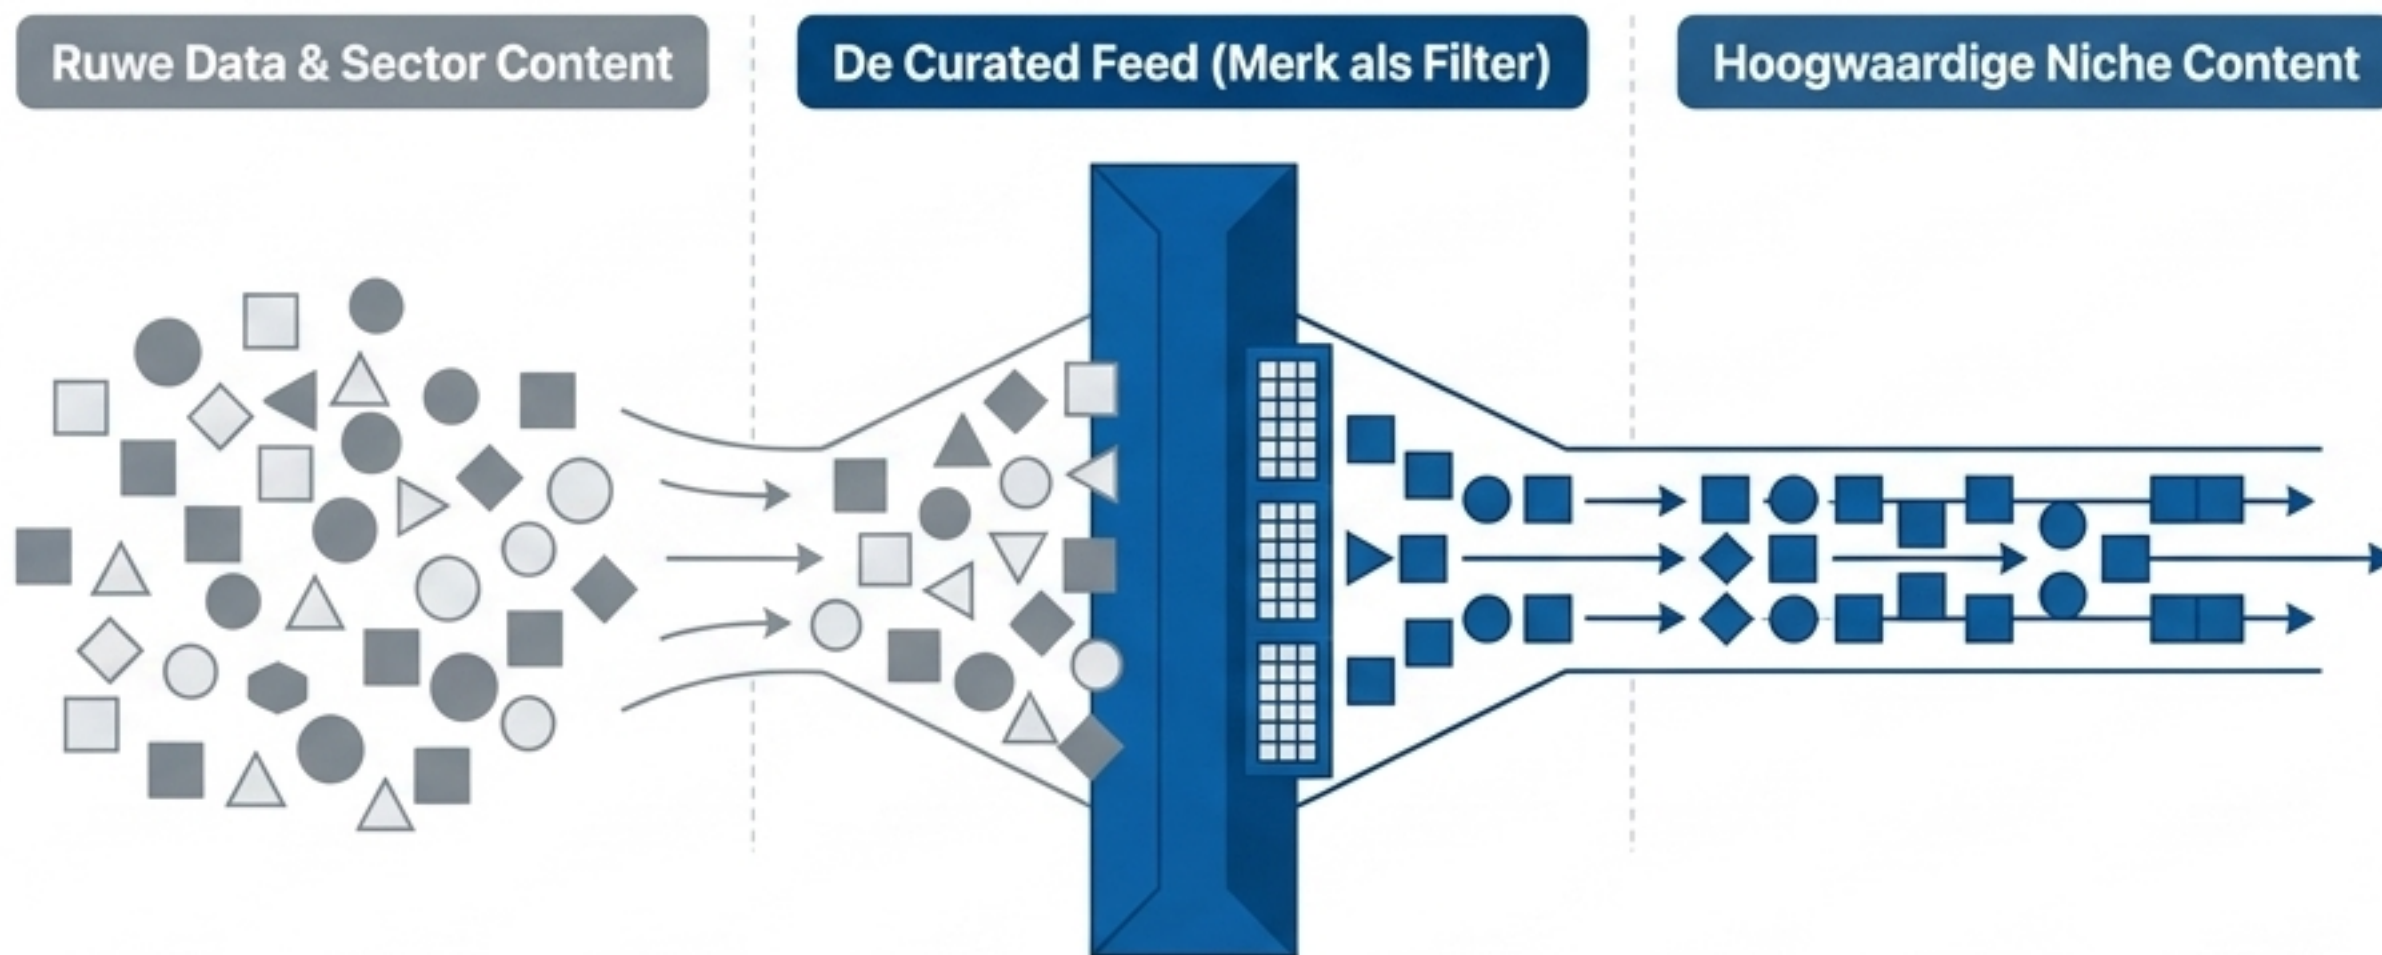 Ruwe Data & Sector Content
De Curated Feed (Merk als Filter)
Hoogwaardige Niche Content